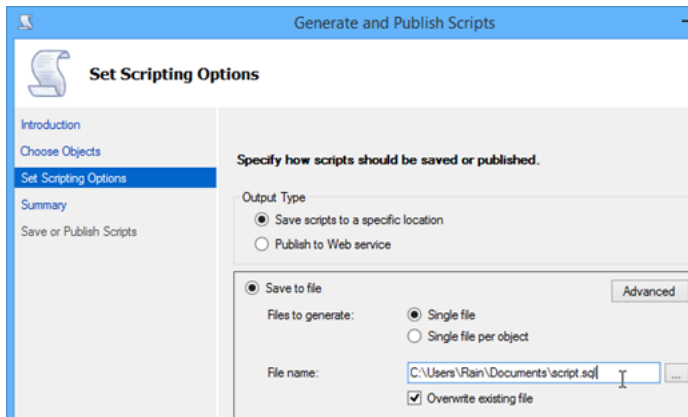 Generate and Publish Scripts
Set Scripting Options
Introduction
Choose Objects
Set Scripting Options
Summary
Save or Publish Scripts
Specify how scripts should be saved or published.
Output Type
Save scripts to a specific location
Publish to Web service
Save to file
Advanced
Files to generate:
Single file
Single file per object
File name:
C:\Users\Rain\Documents\script.sql
...
Overwrite existing file